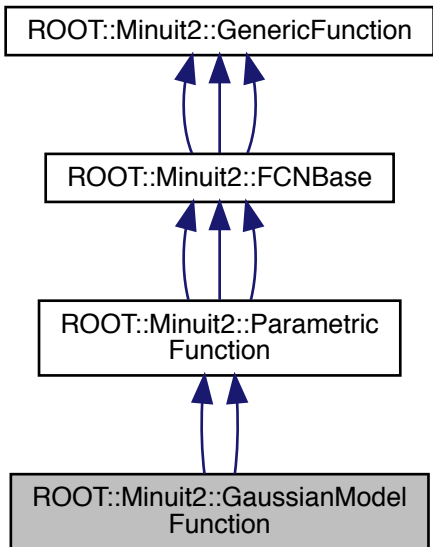 ROOT::Minuit2::GenericFunction
ROOT::Minuit2::FCNBase
ROOT::Minuit2::Parametric
Function
ROOT::Minuit2::GaussianModel
Function